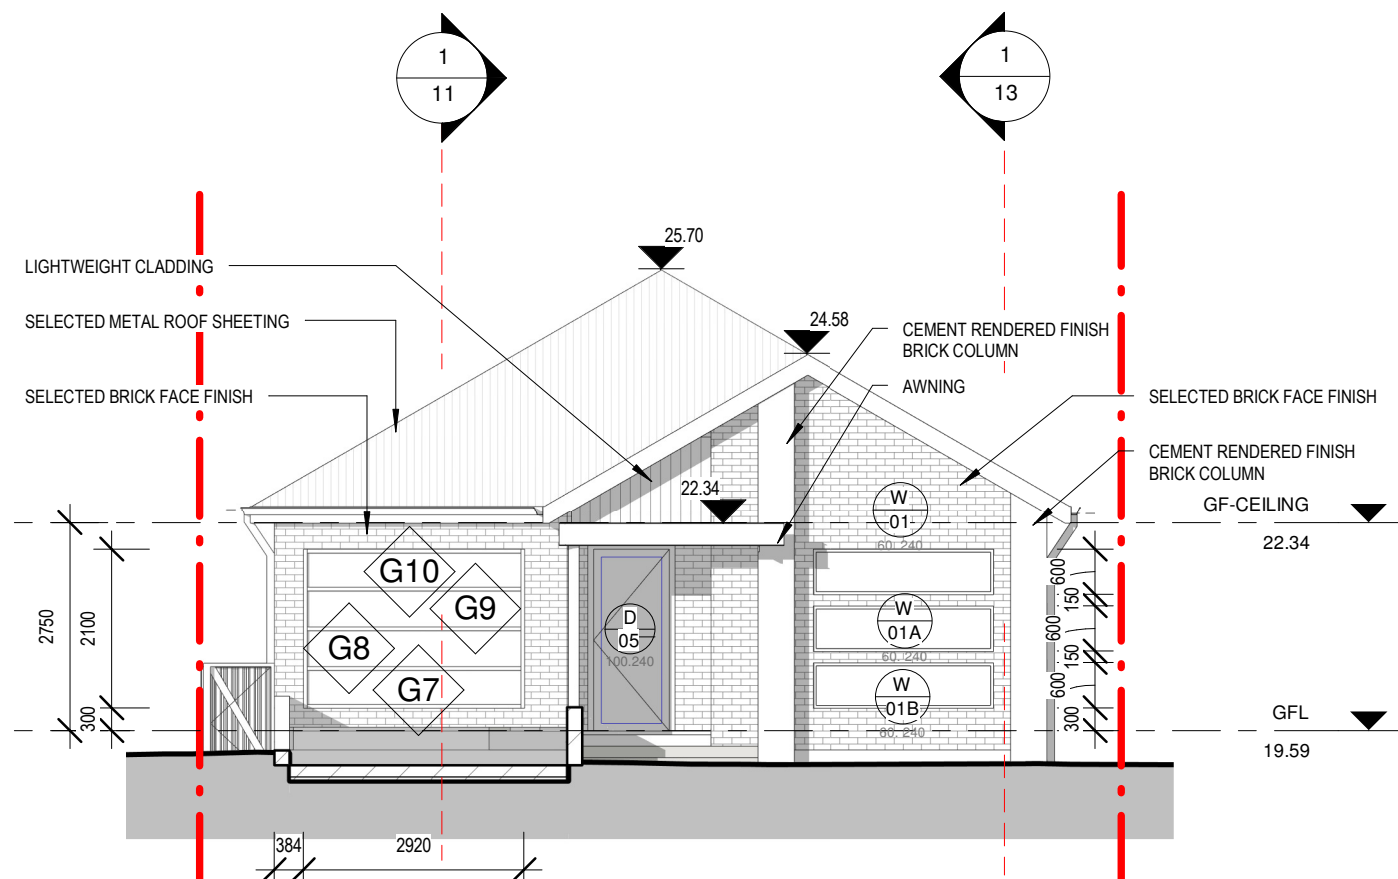 1
11
1
13
25.70
LIGHTWEIGHT CLADDING
24.58
SELECTED METAL ROOF SHEETING
CEMENT RENDERED FINISH
BRICK COLUMN
AWNING
SELECTED BRICK FACE FINISH
SELECTED BRICK FACE FINISH
CEMENT RENDERED FINISH
BRICK COLUMN
22.34
W
01
60. 240
GF-CEILING
22.34
G10
G9
G8
G7
D
05
100.240
W
01A
60. 240
W
01B
60. 240
2750
2100
300
600
150
600
150
600
300
GFL
19.59
384
2920